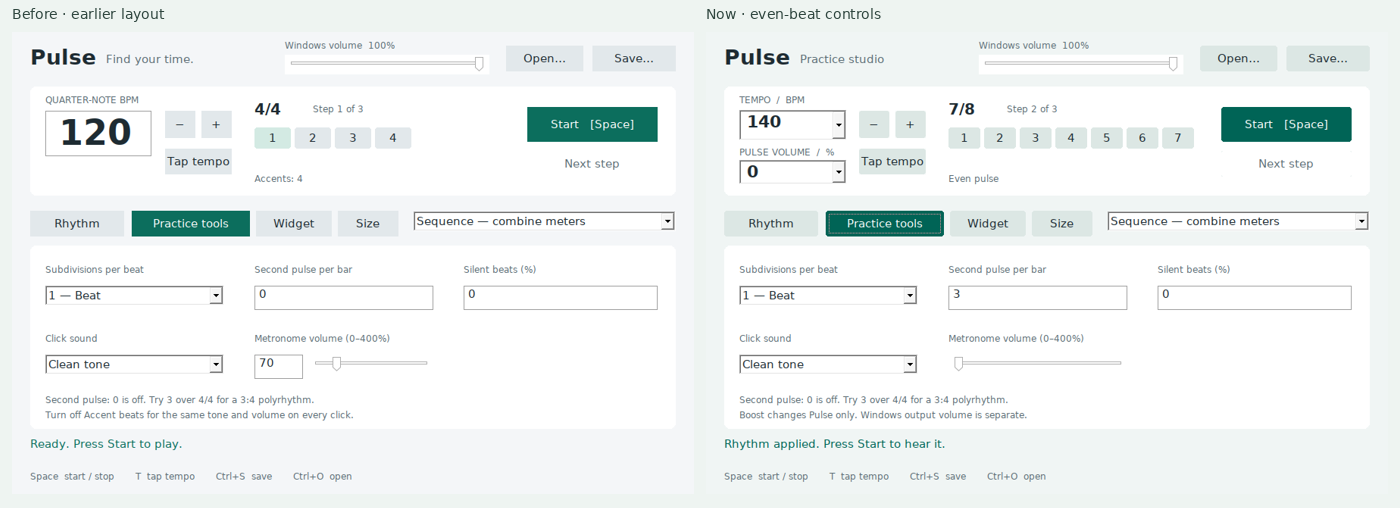 Before · earlier layout
Pulse Find your time.
Windows volume 100%
Open...
Save...
QUARTER-NOTE BPM
120
−
+
Tap tempo
4/4
Step 1 of 3
1 2 3 4
Accents: 4
Start [Space]
Next step
Rhythm
Practice tools
Widget
Size
Sequence — combine meters
Subdivisions per beat
Second pulse per bar
Silent beats (%)
1 — Beat
0
0
Click sound
Metronome volume (0–400%)
Clean tone
70
Second pulse: 0 is off. Try 3 over 4/4 for a 3:4 polyrhythm.
Turn off Accent beats for the same tone and volume on every click.
Ready. Press Start to play.
Space start / stop T tap tempo Ctrl+S save Ctrl+O open
Now · even-beat controls
Pulse Practice studio
Windows volume 100%
Open...
Save...
TEMPO / BPM
140
−
+
PULSE VOLUME / %
0
Tap tempo
7/8
Step 2 of 3
1 2 3 4 5 6 7
Even pulse
Start [Space]
Next step
Rhythm
Practice tools
Widget
Size
Sequence — combine meters
Subdivisions per beat
Second pulse per bar
Silent beats (%)
1 — Beat
3
0
Click sound
Metronome volume (0–400%)
Clean tone
Second pulse: 0 is off. Try 3 over 4/4 for a 3:4 polyrhythm.
Boost changes Pulse only. Windows output volume is separate.
Rhythm applied. Press Start to hear it.
Space start / stop T tap tempo Ctrl+S save Ctrl+O open